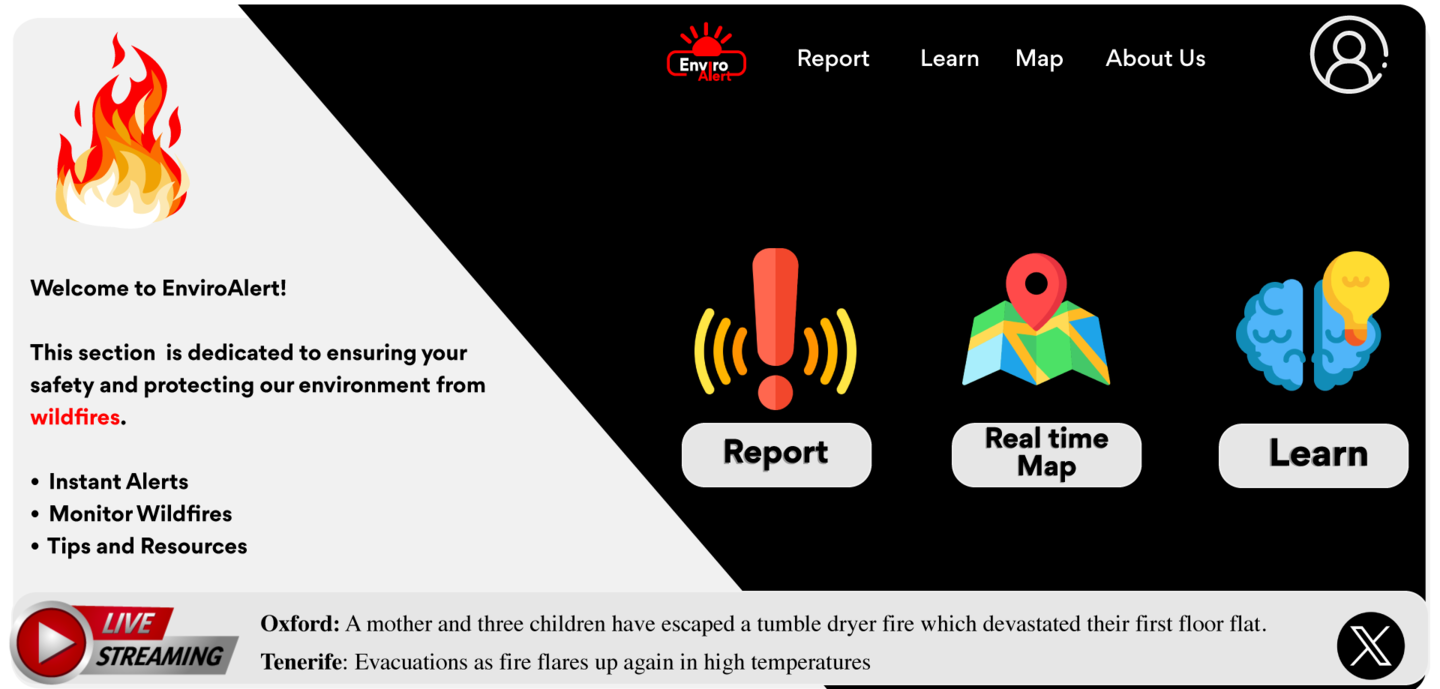 Enviro
Alert
Report
Learn
Map
About Us
Welcome to EnviroAlert!
This section is dedicated to ensuring your
safety and protecting our environment from
wildfires.
• Instant Alerts
• Monitor Wildfires
• Tips and Resources
Report
Real time
Map
Learn
LIVE
STREAMING
Oxford: A mother and three children have escaped a tumble dryer fire which devastated their first floor flat.
Tenerife: Evacuations as fire flares up again in high temperatures
X